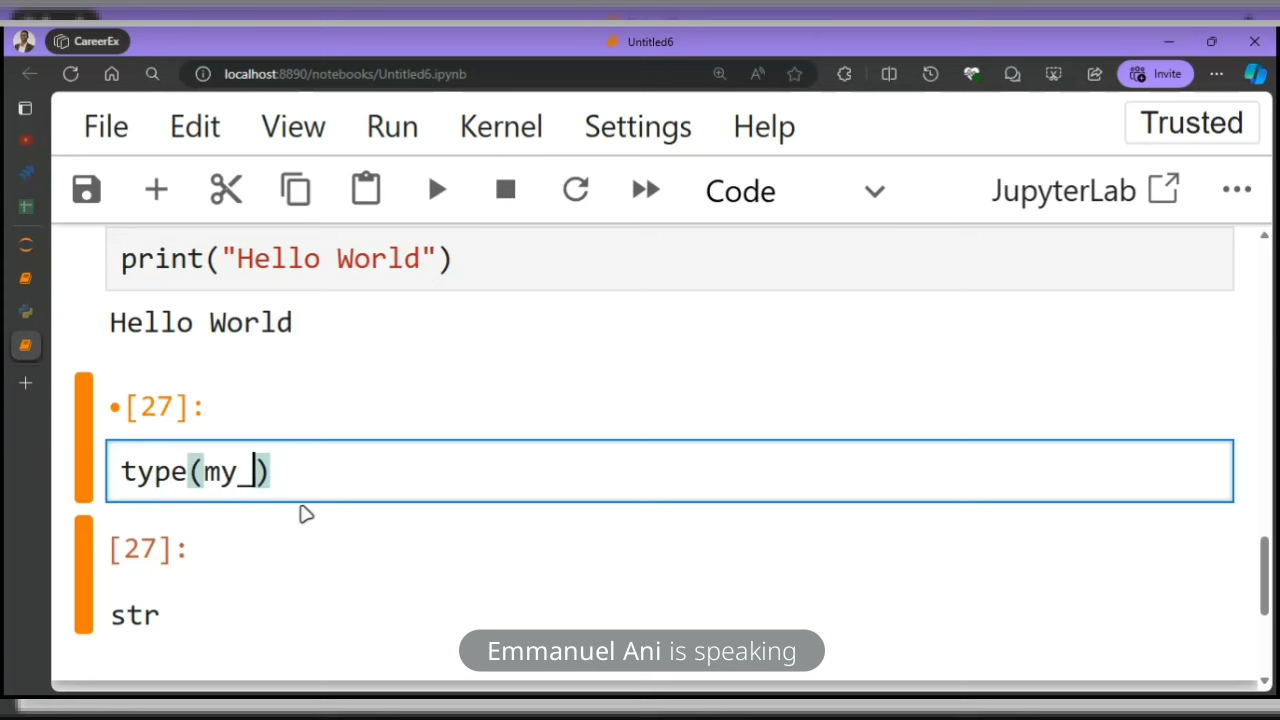 CareerEx
Untitled6
localhost:8890/notebooks/Untitled6.ipynb
Invite
File Edit View Run Kernel Settings Help
Trusted
Code
JupyterLab
print("Hello World")
Hello World
•[27]:
type(my_)
[27]:
str
Emmanuel Ani is speaking